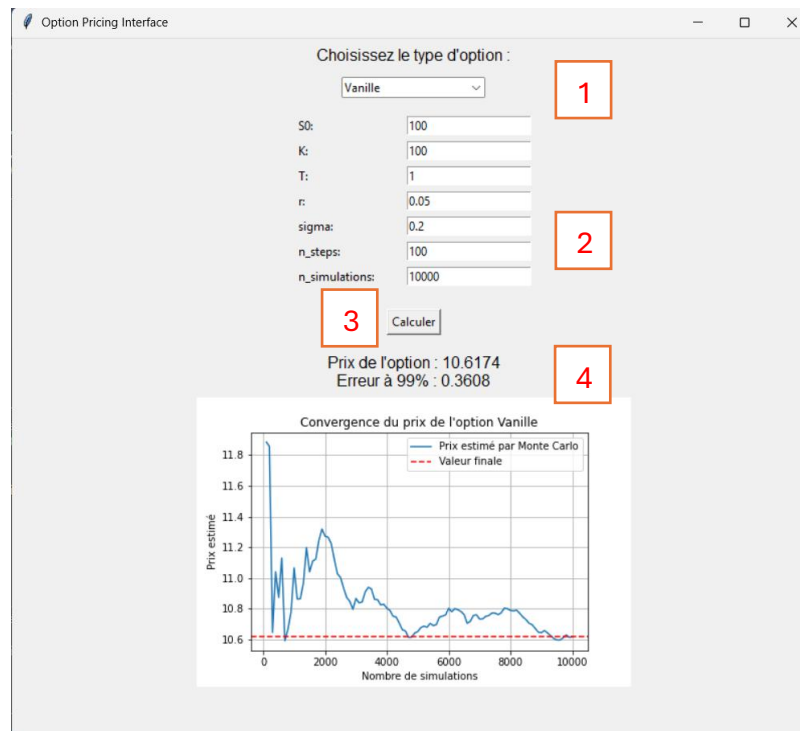 Option Pricing Interface
Choisissez le type d'option :
Vanille
1
S0: 100
K: 100
T: 1
r: 0.05
sigma: 0.2
2
n_steps: 100
n_simulations: 10000
3
Calculer
Prix de l'option : 10.6174
Erreur à 99% : 0.3608
4
Convergence du prix de l'option Vanille
Prix estimé par Monte Carlo
Valeur finale
11.8
11.6
11.4
11.2
11.0
10.8
10.6
Prix estimé
0 2000 4000 6000 8000 10000
Nombre de simulations